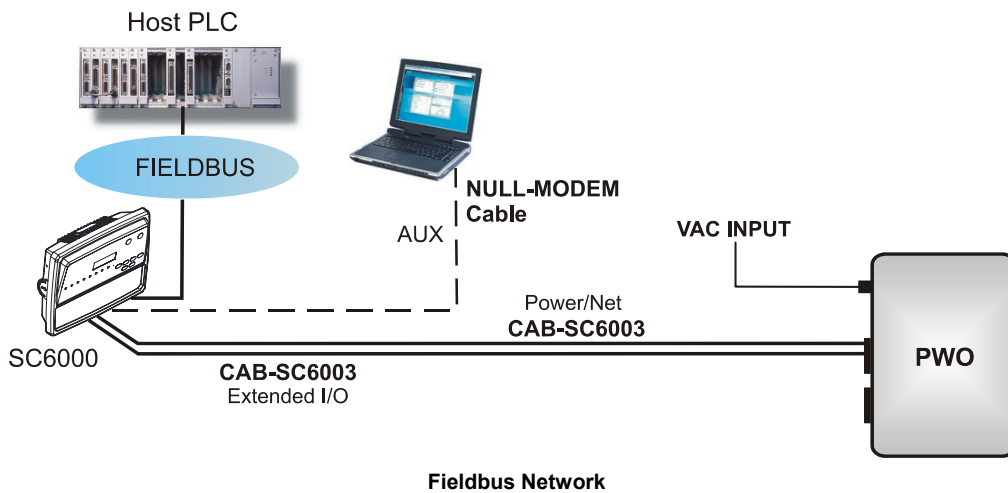 Host PLC
FIELDBUS
NULL-MODEM
Cable
AUX
VAC INPUT
Power/Net
CAB-SC6003
PWO
SC6000
CAB-SC6003
Extended I/O
Fieldbus Network